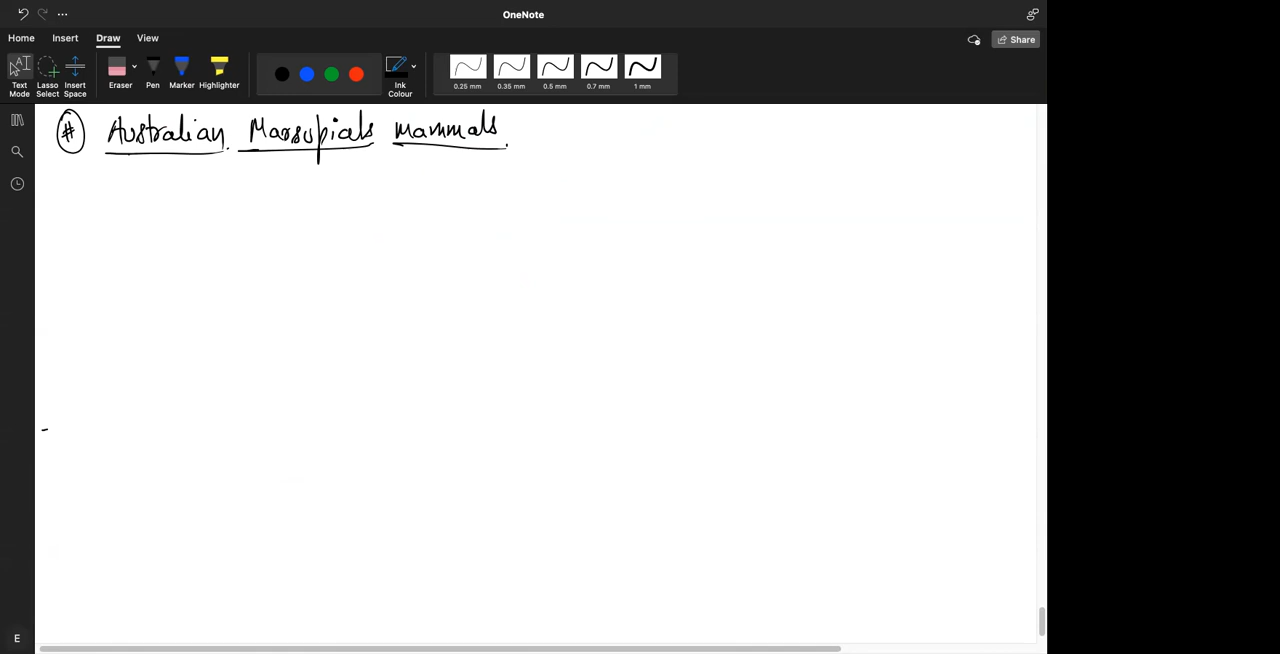 OneNote
Home Insert Draw View
Share
Text Mode
Lasso Select
Insert Space
Eraser
Pen
Marker
Highlighter
Ink Colour
0.25 mm 0.35 mm 0.5 mm 0.7 mm 1 mm
# Australian Marsupials mammals.
E